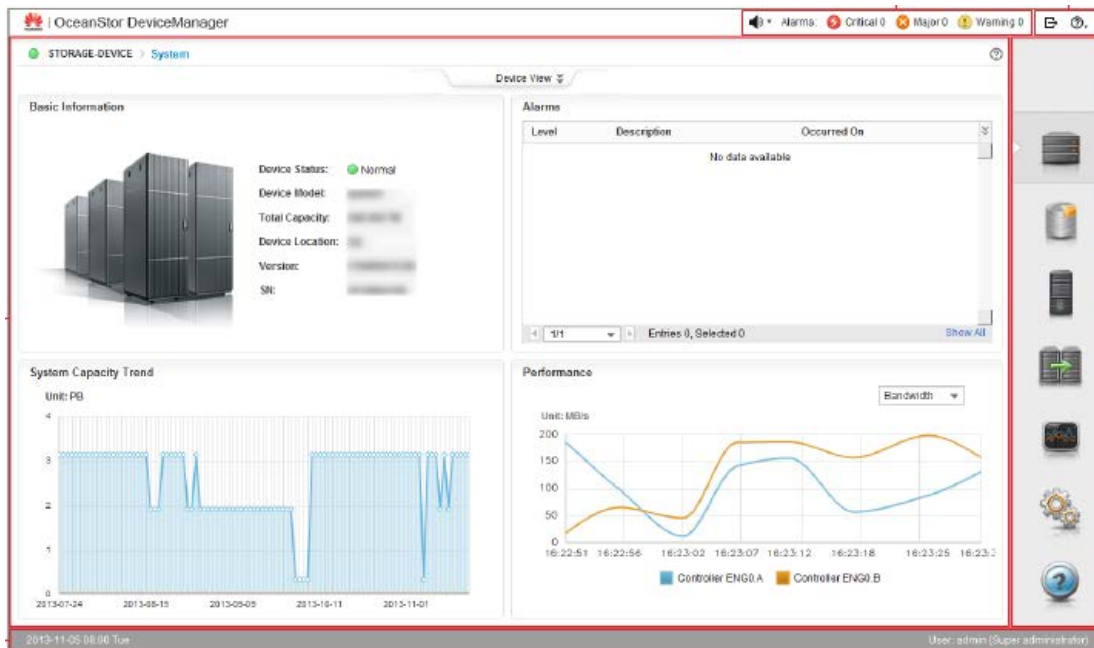 OceanStor DeviceManager
Alarms: Critical 0 Major 0 Warning 0
STORAGE-DEVICE > System
Device View
Basic Information
Device Status: Normal
Device Model:
Total Capacity:
Device Location:
Version:
SN:
Alarms
Level Description Occurred On
No data available
1/1 Entries 0, Selected 0 Show All
System Capacity Trend
Unit: PB
4
3
2
1
0
2013-07-24 2013-08-15 2013-09-09 2013-10-11 2013-11-01
Performance
Bandwidth
Unit: MB/s
200
150
100
50
0
16:22:51 16:22:56 16:23:02 16:23:07 16:23:12 16:23:18 16:23:25 16:23:
Controller ENG0.A Controller ENG0.B
2013-11-05 08:00 Tue
User: admin (Super administrator)